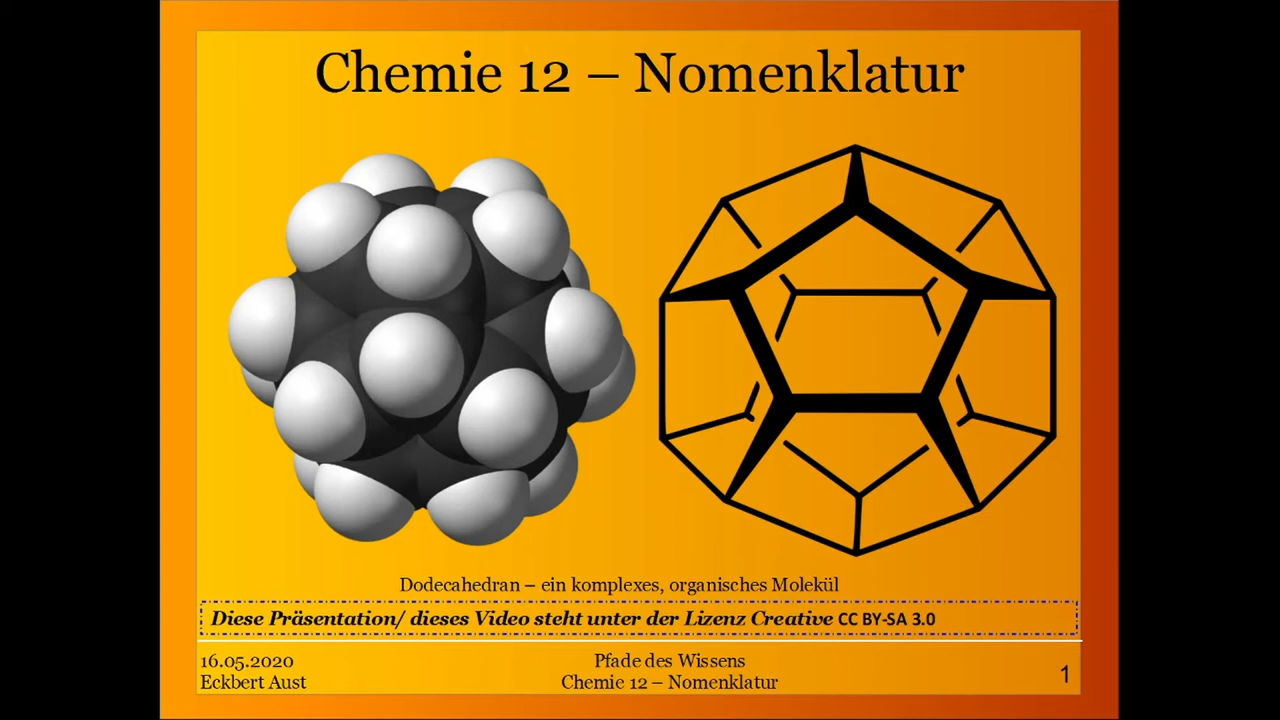 Chemie 12 – Nomenklatur
Dodecahedran – ein komplexes, organisches Molekül
Diese Präsentation/ dieses Video steht unter der Lizenz Creative CC BY-SA 3.0
16.05.2020
Eckbert Aust
Pfade des Wissens
Chemie 12 – Nomenklatur
1